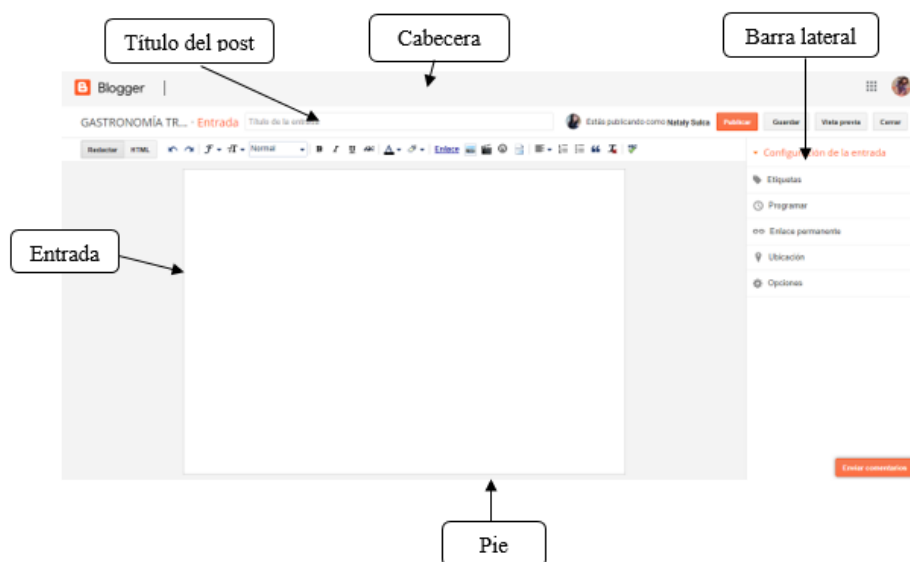 Título del post
Cabecera
Barra lateral
Blogger
GASTRONOMÍA TR... · Entrada Título de la entrada Estás publicando como Nataly Sulca Publicar Guardar Vista previa Cerrar
Redactar HTML Normal B I U ABC A Enlace
Configuración de la entrada
Etiquetas
Programar
Enlace permanente
Entrada
Ubicación
Opciones
Enviar comentarios
Pie